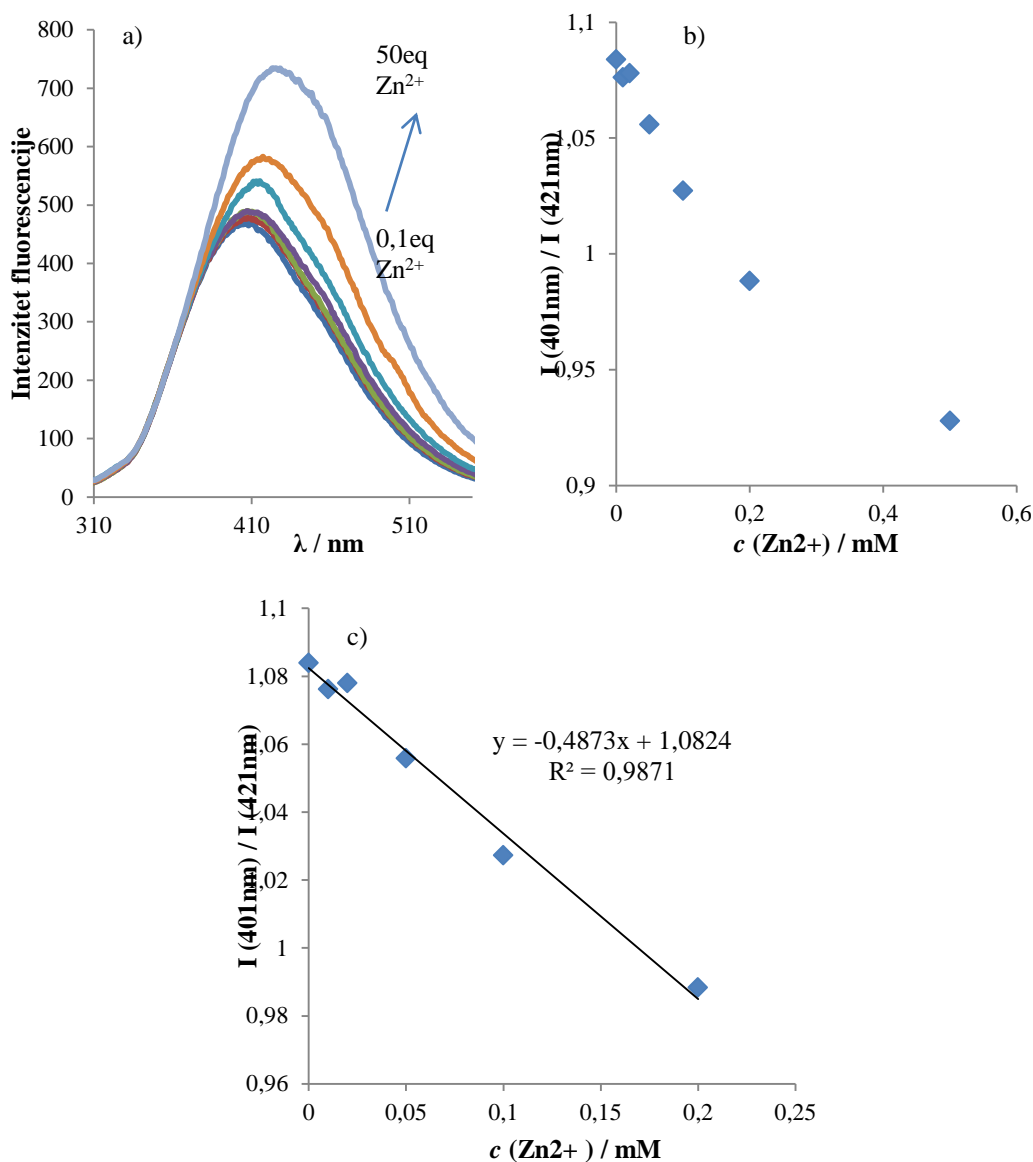 a)
Intenzitet fluorescencije
800
700
600
500
400
300
200
100
0
310
410
510
λ / nm
50eq
Zn²⁺
0,1eq
Zn²⁺
b)
I (401nm) / I (421nm)
1,1
1,05
1
0,95
0,9
0
0,2
0,4
0,6
c (Zn2+) / mM
c)
I (401nm) / I (421nm)
1,1
1,08
1,06
1,04
1,02
1
0,98
0,96
0
0,05
0,1
0,15
0,2
0,25
y = -0,4873x + 1,0824
R² = 0,9871
c (Zn2+ ) / mM